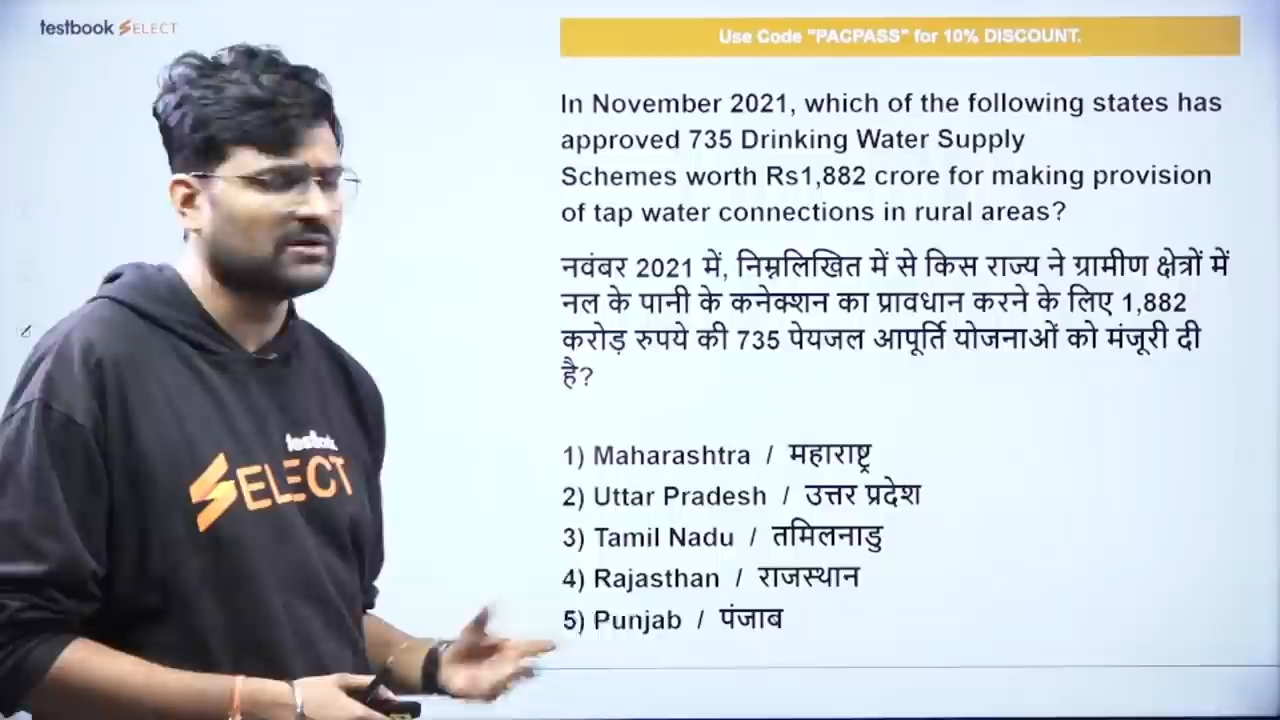 testbook SELECT
Use Code "PACPASS" for 10% DISCOUNT.
In November 2021, which of the following states has
approved 735 Drinking Water Supply
Schemes worth Rs1,882 crore for making provision
of tap water connections in rural areas?
नवंबर 2021 में, निम्नलिखित में से किस राज्य ने ग्रामीण क्षेत्रों में
नल के पानी के कनेक्शन का प्रावधान करने के लिए 1,882
करोड़ रुपये की 735 पेयजल आपूर्ति योजनाओं को मंजूरी दी
है?
1) Maharashtra / महाराष्ट्र
2) Uttar Pradesh / उत्तर प्रदेश
3) Tamil Nadu / तमिलनाडु
4) Rajasthan / राजस्थान
5) Punjab / पंजाब
SELECT